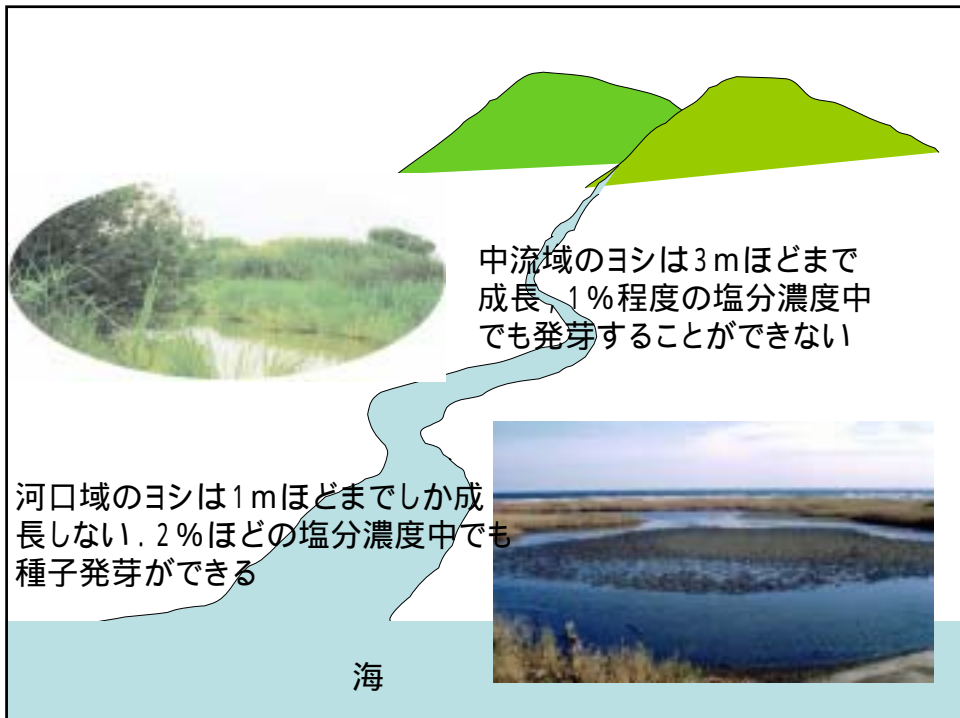 中流域のヨシは3mほどまで
成長,1%程度の塩分濃度中
でも発芽することができない
河口域のヨシは1mほどまでしか成
長しない.2%ほどの塩分濃度中でも
種子発芽ができる
海